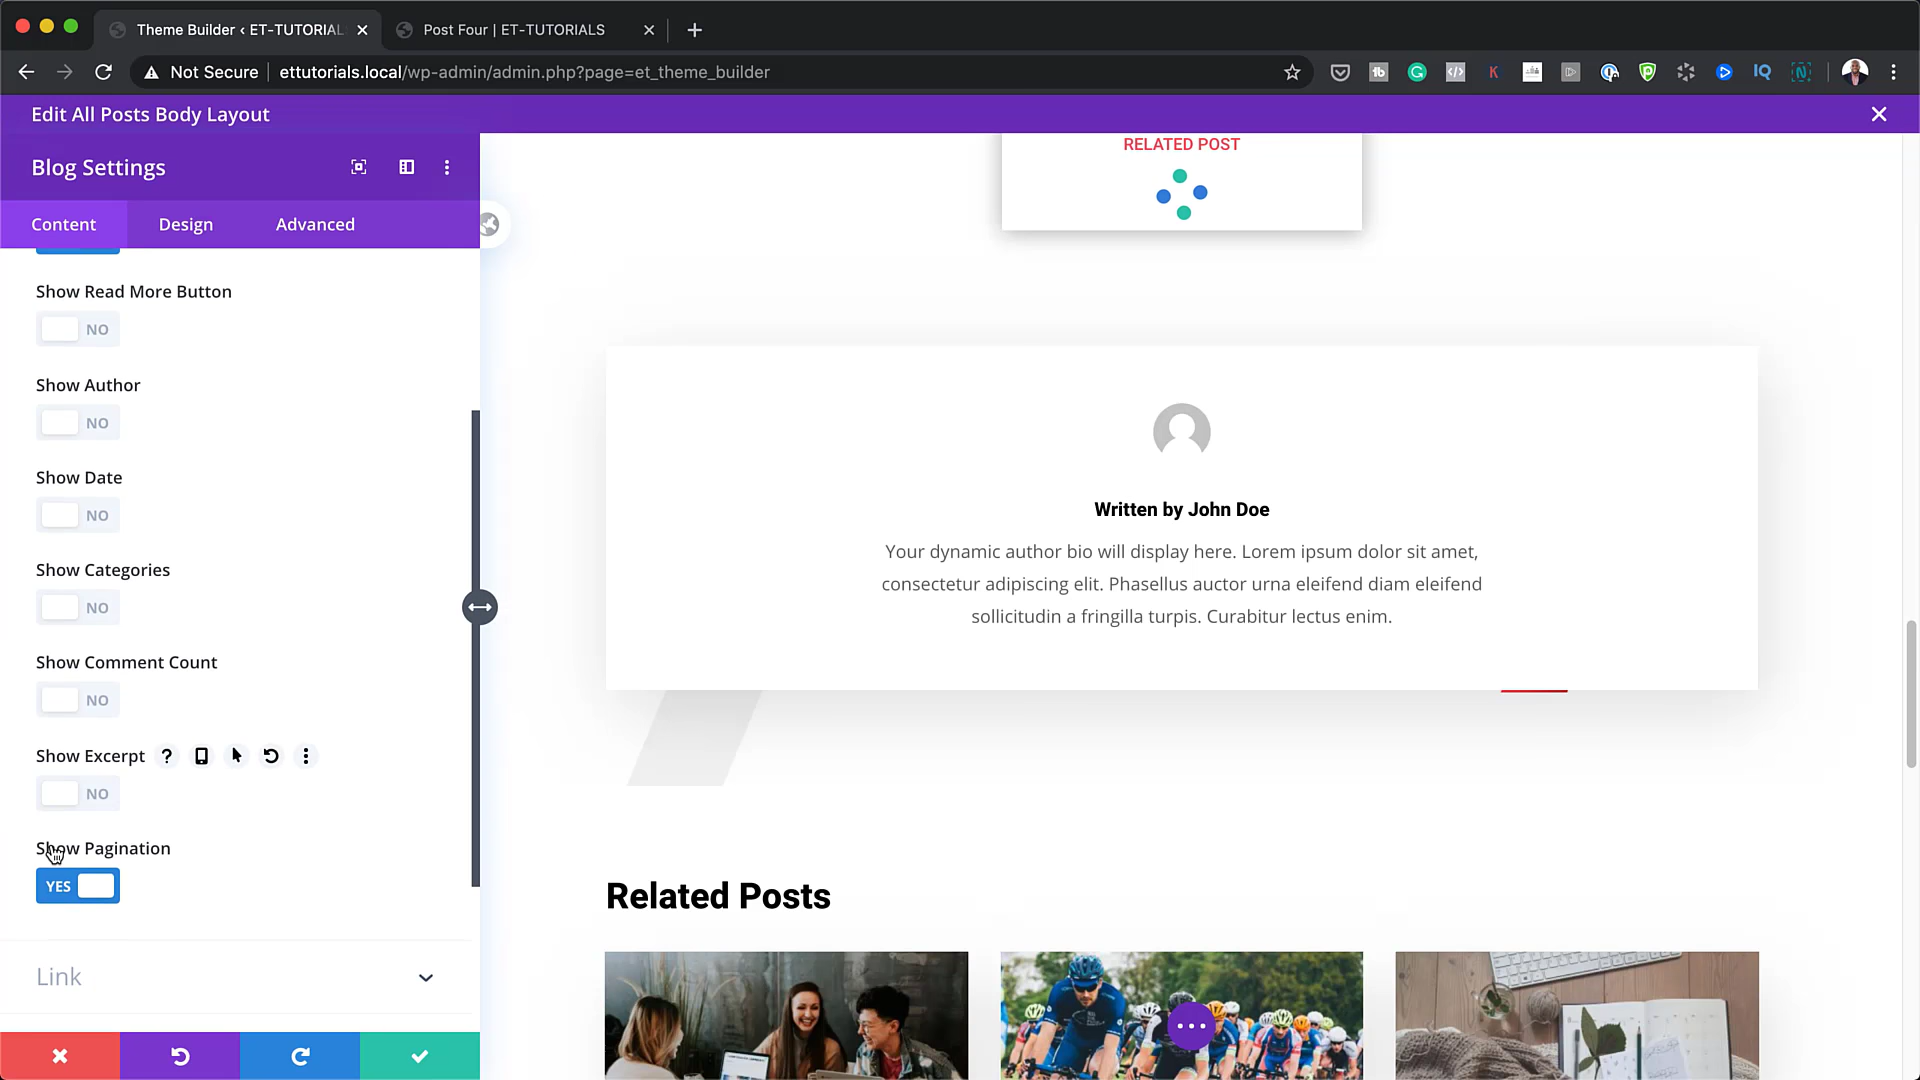 Theme Builder ‹ ET-TUTORIAL
Post Four | ET-TUTORIALS
Not Secure
ettutorials.local/wp-admin/admin.php?page=et_theme_builder
Edit All Posts Body Layout
Blog Settings
Content
Design
Advanced
Show Read More Button
NO
Show Author
NO
Show Date
NO
Show Categories
NO
Show Comment Count
NO
Show Excerpt
NO
Show Pagination
YES
Link
RELATED POST
Written by John Doe
Your dynamic author bio will display here. Lorem ipsum dolor sit amet,
consectetur adipiscing elit. Phasellus auctor urna eleifend diam eleifend
sollicitudin a fringilla turpis. Curabitur lectus enim.
Related Posts